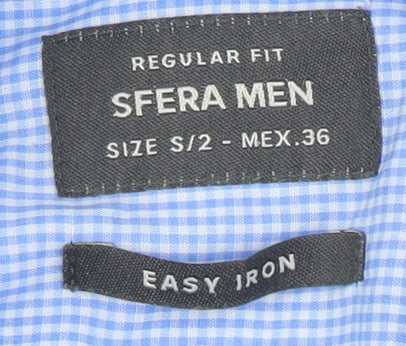 REGULAR FIT
SFERA MEN
SIZE S/2 - MEX.36
EASY IRON